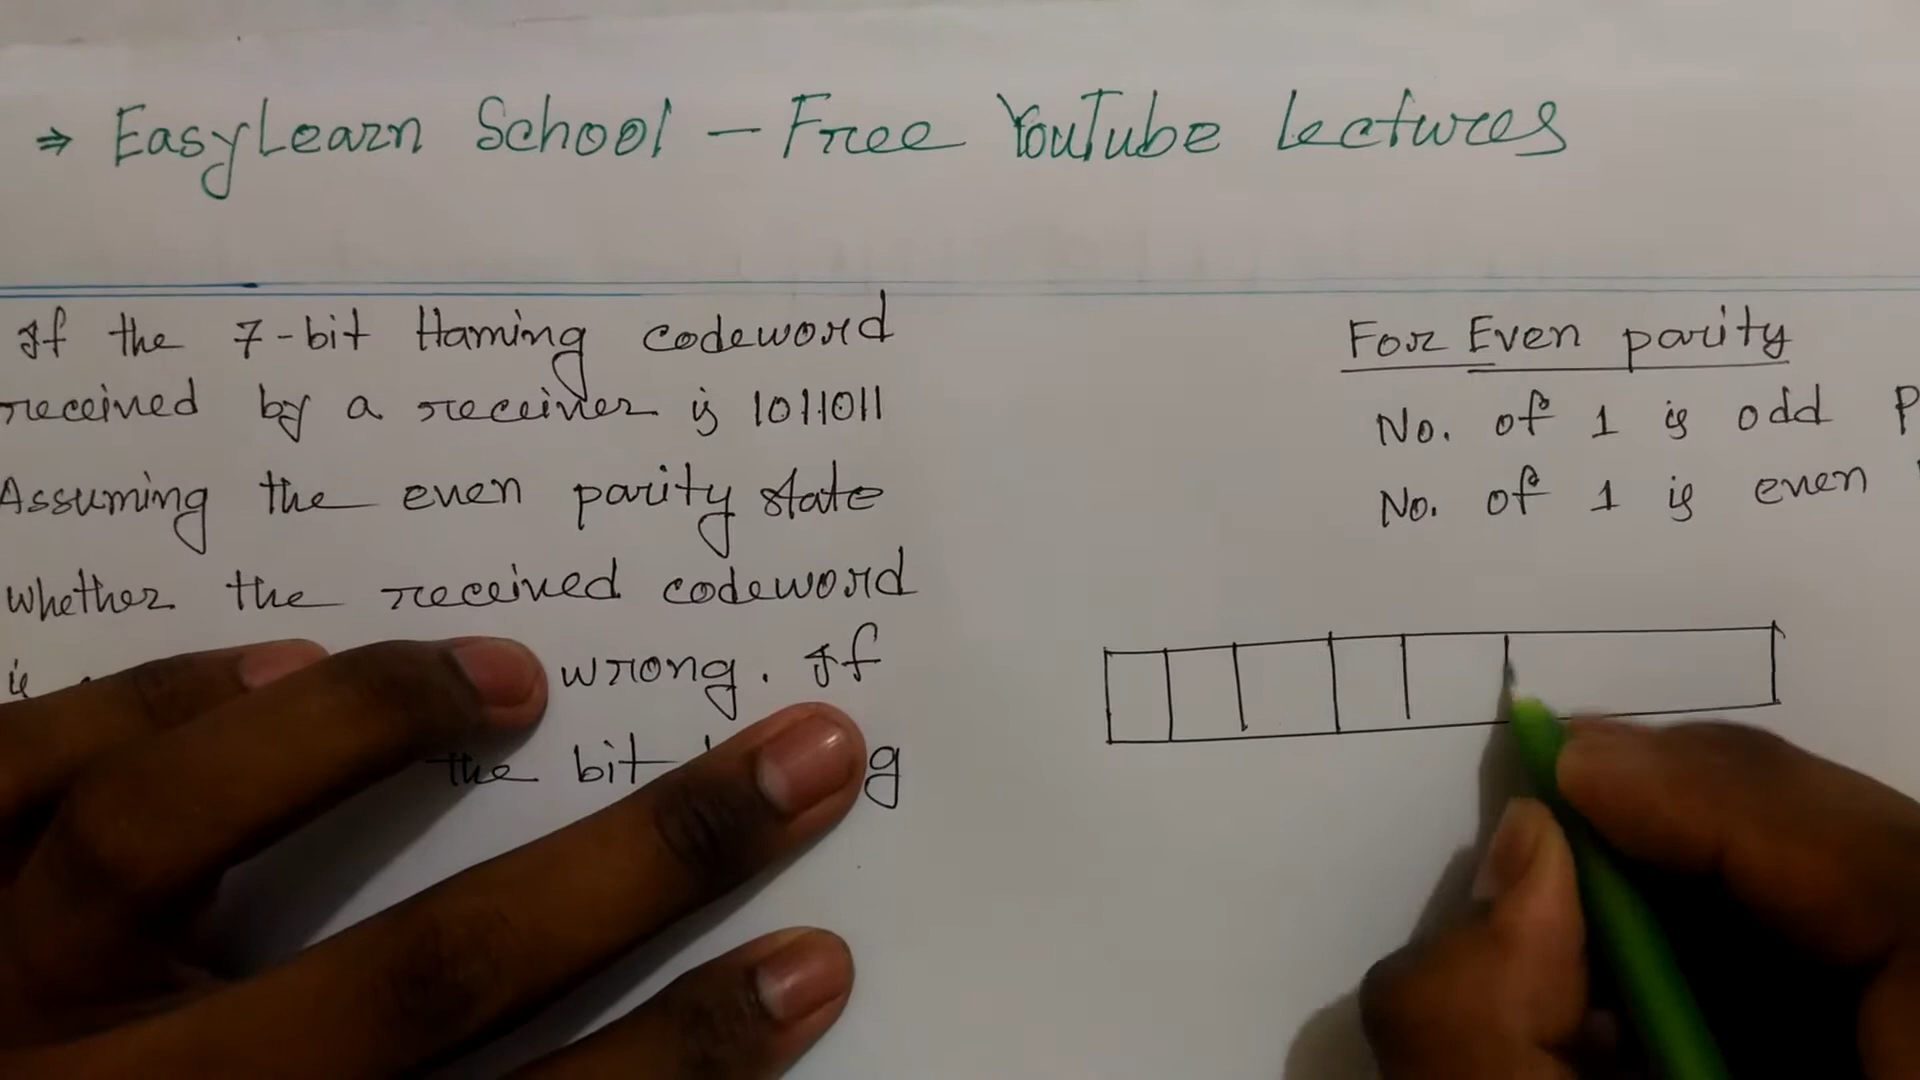 ⇒ EasyLearn School – Free YouTube Lectures
If the 7-bit Haming codeword
received by a receiver is 1011011
Assuming the even parity state
whether the received codeword
is wrong. If
the bit g
For Even parity
No. of 1 is odd P
No. of 1 is even